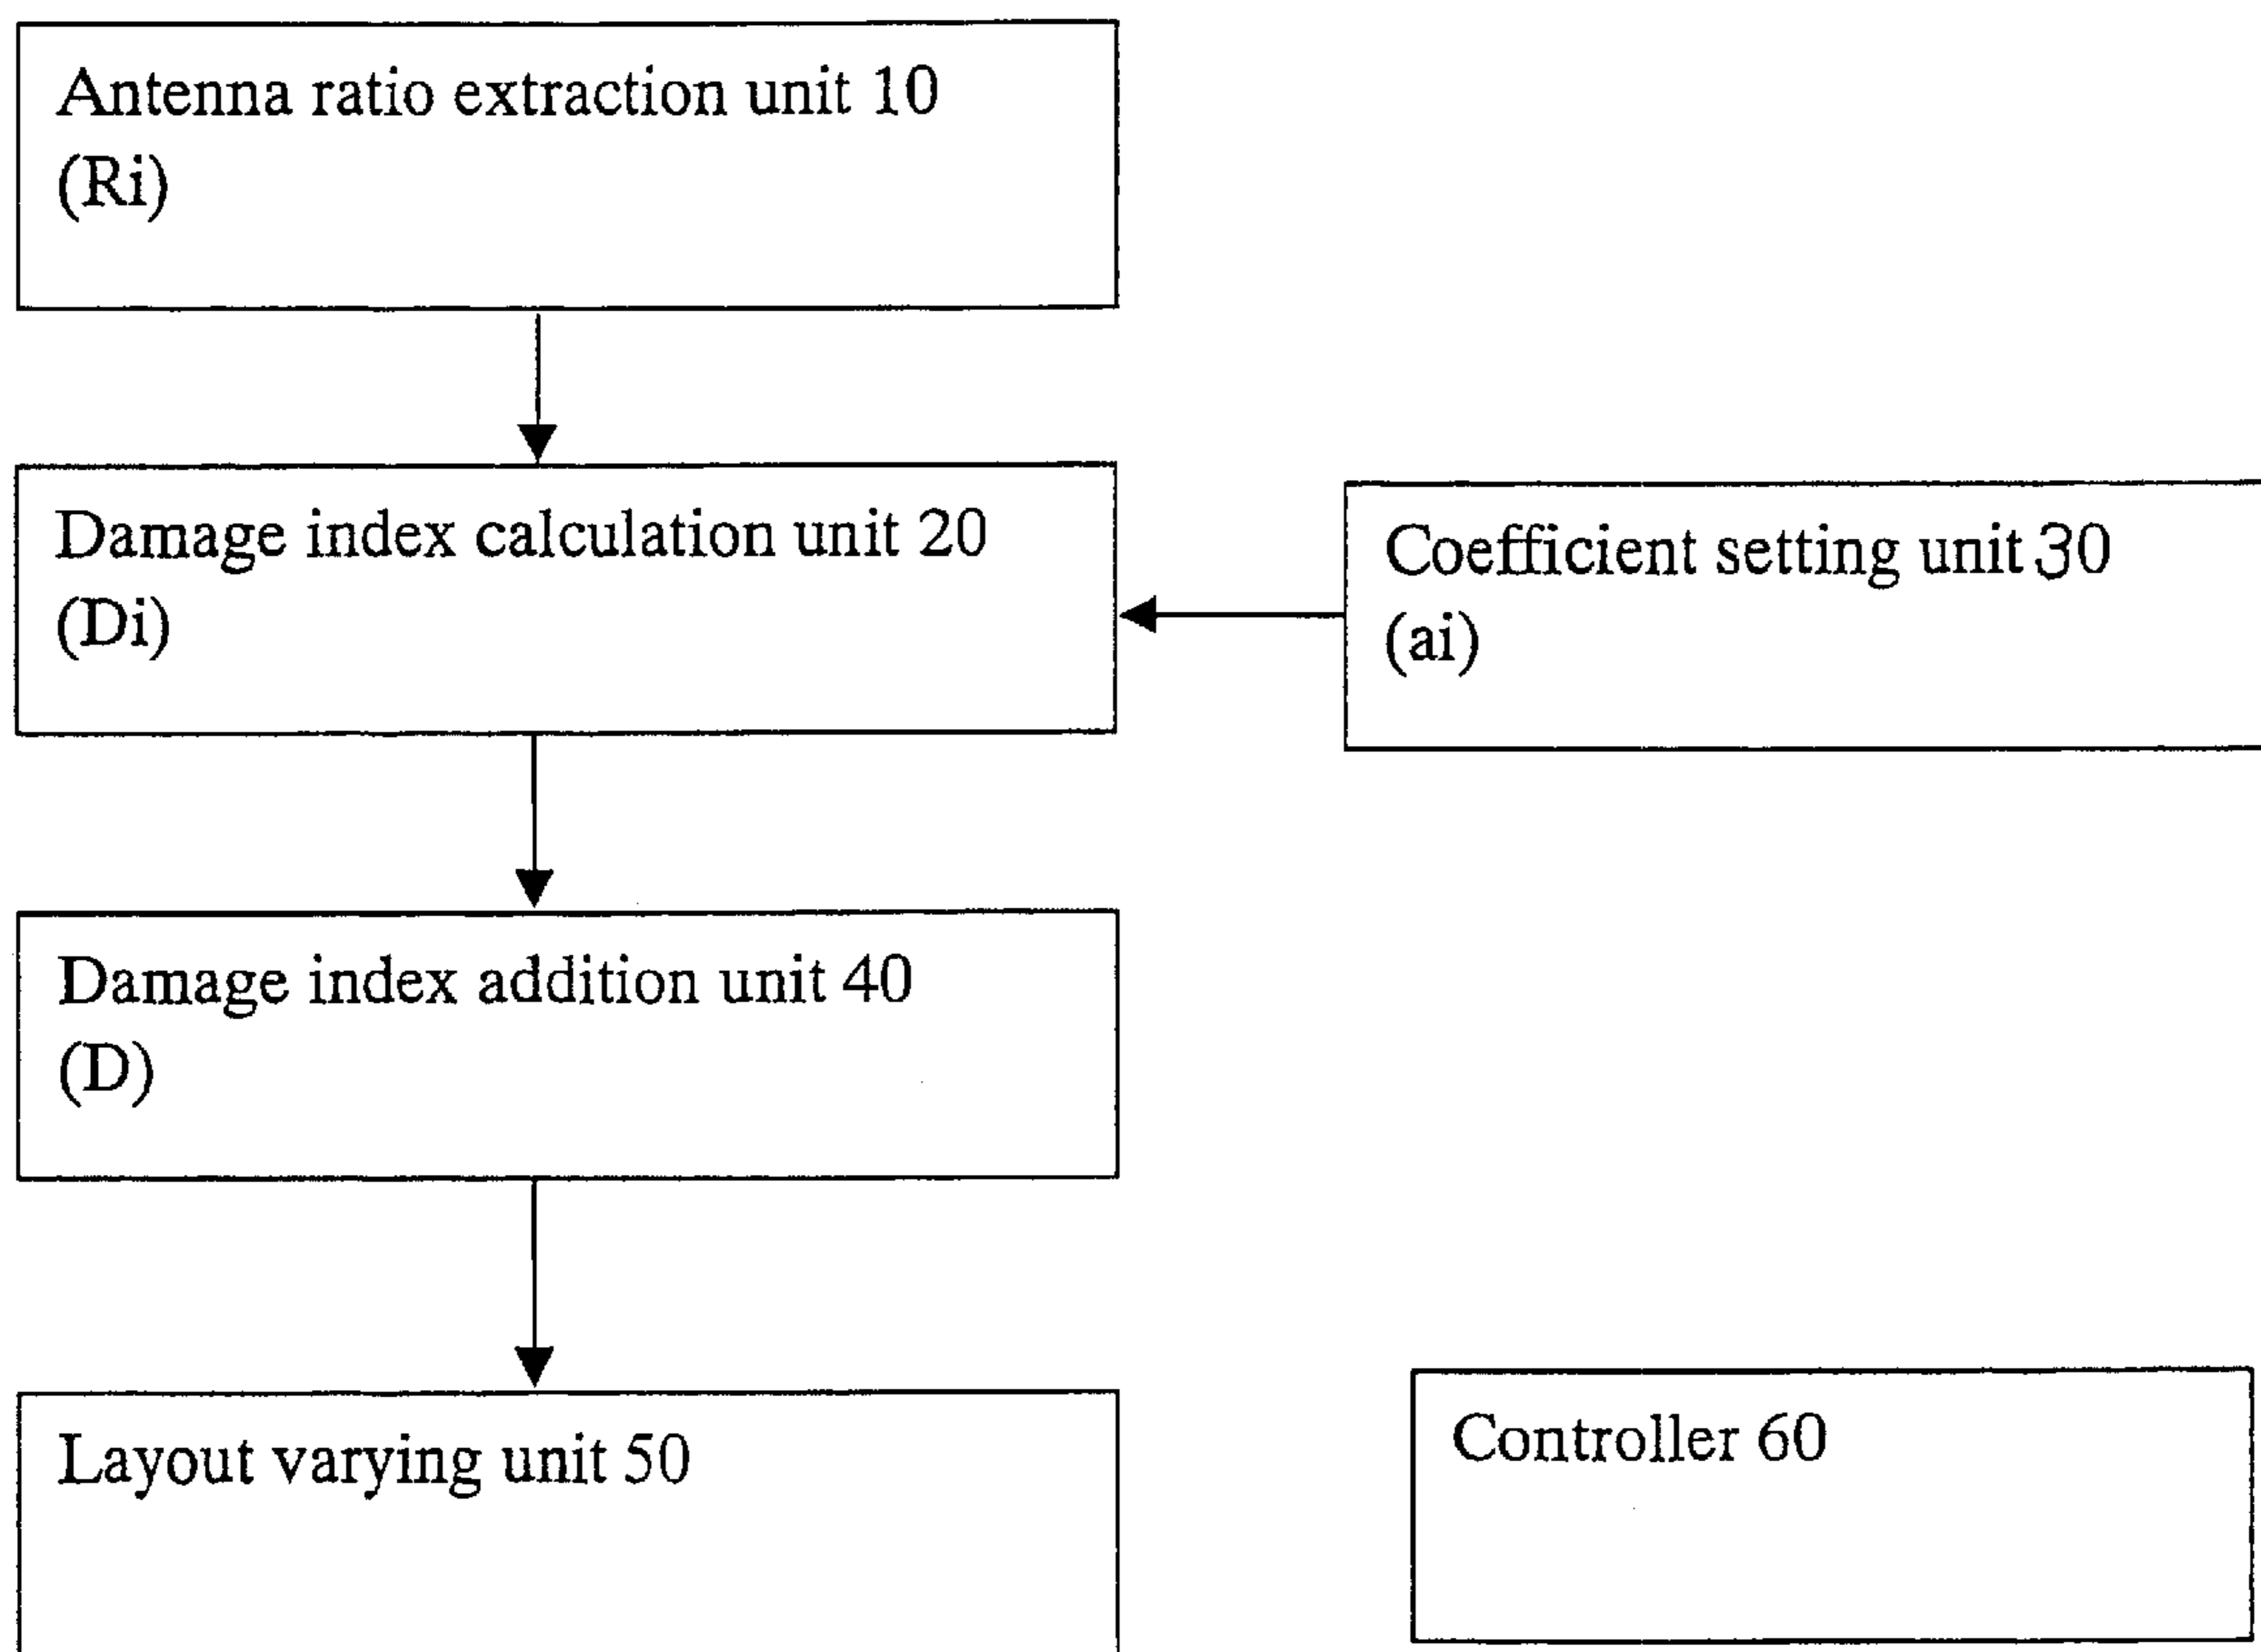 Antenna ratio extraction unit 10
(Ri)
Damage index calculation unit 20
(Di)
Coefficient setting unit 30
(ai)
Damage index addition unit 40
(D)
Layout varying unit 50
Controller 60